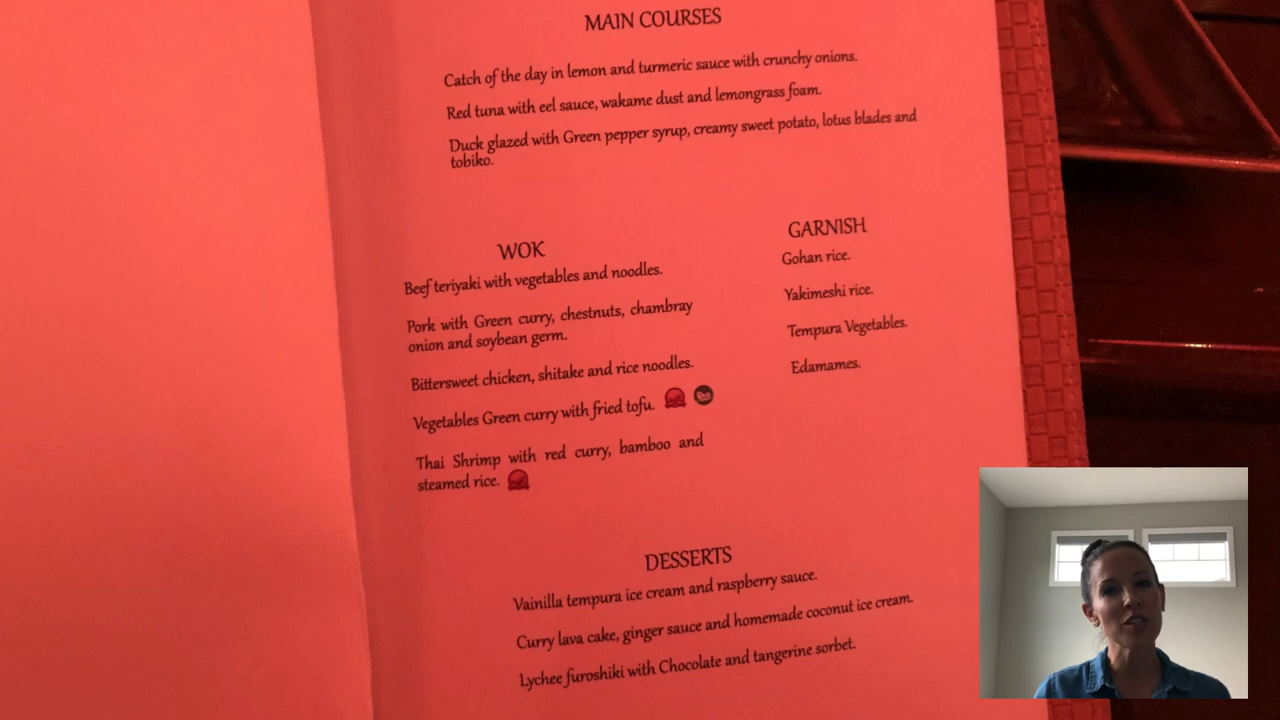 MAIN COURSES
Catch of the day in lemon and turmeric sauce with crunchy onions.
Red tuna with eel sauce, wakame dust and lemongrass foam.
Duck glazed with Green pepper syrup, creamy sweet potato, lotus blades and
tobiko.
WOK
Beef teriyaki with vegetables and noodles.
Pork with Green curry, chestnuts, chambray
onion and soybean germ.
Bittersweet chicken, shitake and rice noodles.
Vegetables Green curry with fried tofu.
Thai Shrimp with red curry, bamboo and
steamed rice.
GARNISH
Gohan rice.
Yakimeshi rice.
Tempura Vegetables.
Edamames.
DESSERTS
Vainilla tempura ice cream and raspberry sauce.
Curry lava cake, ginger sauce and homemade coconut ice cream.
Lychee furoshiki with Chocolate and tangerine sorbet.